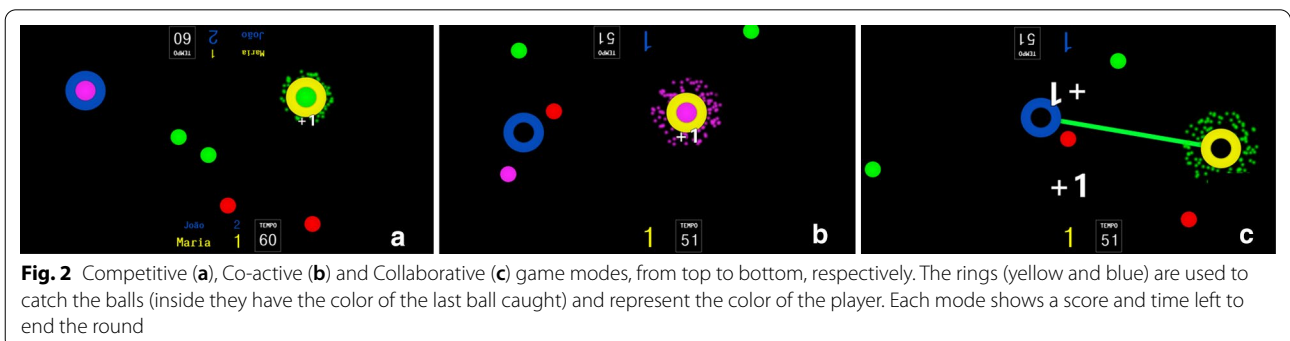 60
TEMPO
2
João
1
Maria
+1
João 2
Maria 1
TEMPO
60
a
51
TEMPO
1
+1
1
TEMPO
51
b
51
TEMPO
1
+1
+1
1
TEMPO
51
c
Fig. 2 Competitive (a), Co-active (b) and Collaborative (c) game modes, from top to bottom, respectively. The rings (yellow and blue) are used to
catch the balls (inside they have the color of the last ball caught) and represent the color of the player. Each mode shows a score and time left to
end the round